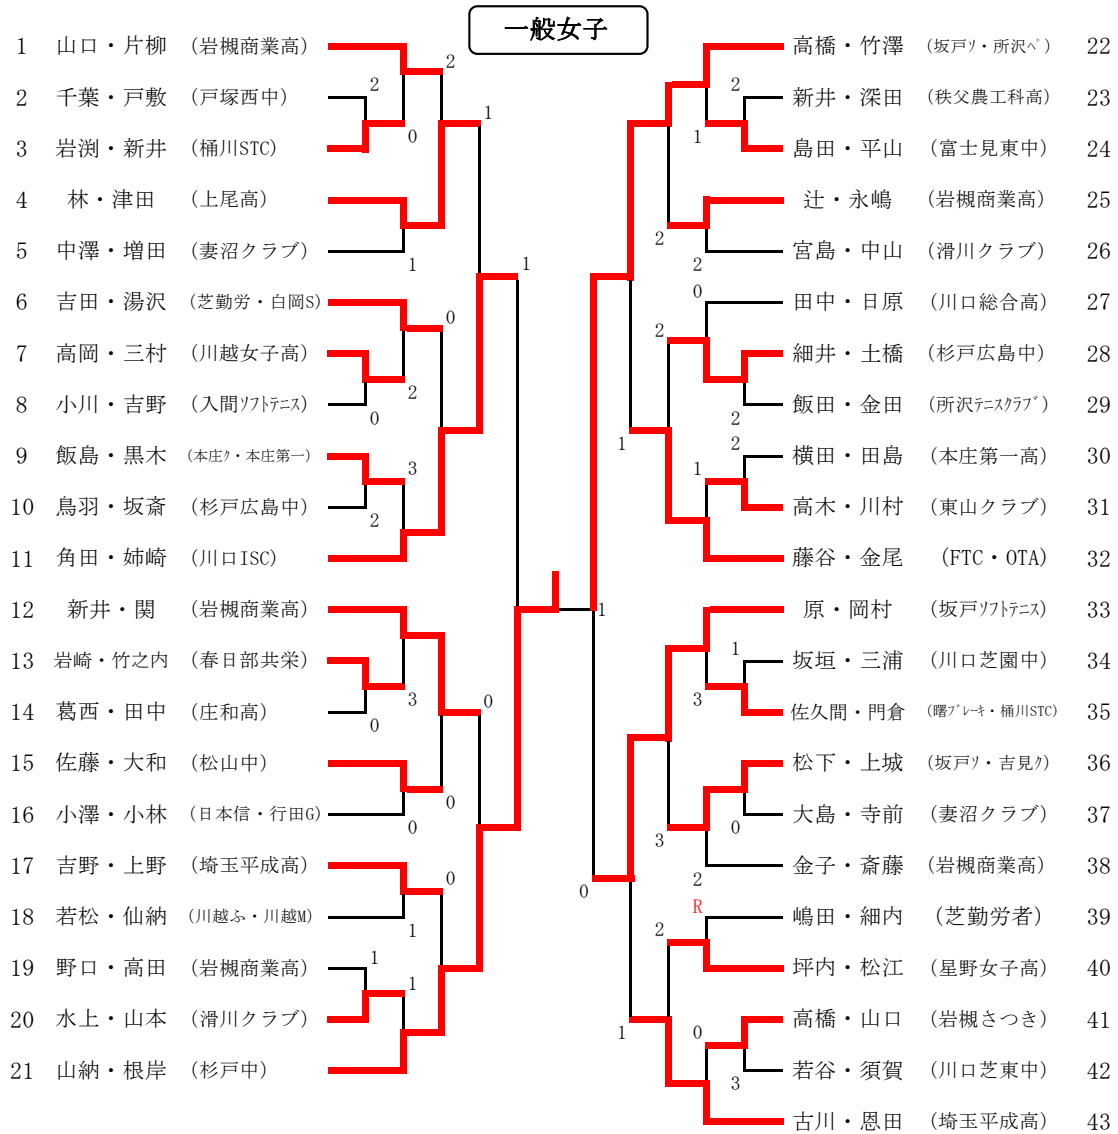 一般女子
1 山口・片柳 (岩槻商業高)
2 千葉・戸敷 (戸塚西中)
3 岩渕・新井 (桶川STC)
4 林・津田 (上尾高)
5 中澤・増田 (妻沼クラブ)
6 吉田・湯沢 (芝勤労・白岡S)
7 高岡・三村 (川越女子高)
8 小川・吉野 (入間ｿﾌﾄﾃﾆｽ)
9 飯島・黒木 (本庄ｸ・本庄第一)
10 鳥羽・坂斎 (杉戸広島中)
11 角田・姉崎 (川口ISC)
12 新井・関 (岩槻商業高)
13 岩崎・竹之内 (春日部共栄)
14 葛西・田中 (庄和高)
15 佐藤・大和 (松山中)
16 小澤・小林 (日本信・行田G)
17 吉野・上野 (埼玉平成高)
18 若松・仙納 (川越ふ・川越M)
19 野口・高田 (岩槻商業高)
20 水上・山本 (滑川クラブ)
21 山納・根岸 (杉戸中)
2
2
0
1
1
1
0
2
0
3
2
3
0
0
0
0
0
1
1
1
高橋・竹澤 (坂戸ｿ・所沢ﾍﾟ) 22
新井・深田 (秩父農工科高) 23
島田・平山 (富士見東中) 24
辻・永嶋 (岩槻商業高) 25
宮島・中山 (滑川クラブ) 26
田中・日原 (川口総合高) 27
細井・土橋 (杉戸広島中) 28
飯田・金田 (所沢ﾃﾆｽｸﾗﾌﾞ) 29
横田・田島 (本庄第一高) 30
高木・川村 (東山クラブ) 31
藤谷・金尾 (FTC・OTA) 32
原・岡村 (坂戸ｿﾌﾄﾃﾆｽ) 33
坂垣・三浦 (川口芝園中) 34
佐久間・門倉 (曙ﾌﾞﾚｰｷ・桶川STC) 35
松下・上城 (坂戸ｿ・吉見ｸ) 36
大島・寺前 (妻沼クラブ) 37
金子・斎藤 (岩槻商業高) 38
嶋田・細内 (芝勤労者) 39
坪内・松江 (星野女子高) 40
高橋・山口 (岩槻さつき) 41
若谷・須賀 (川口芝東中) 42
古川・恩田 (埼玉平成高) 43
2
1
2
2
0
2
2
1
2
1
1
1
3
0
3
2
0
R
2
1
0
3